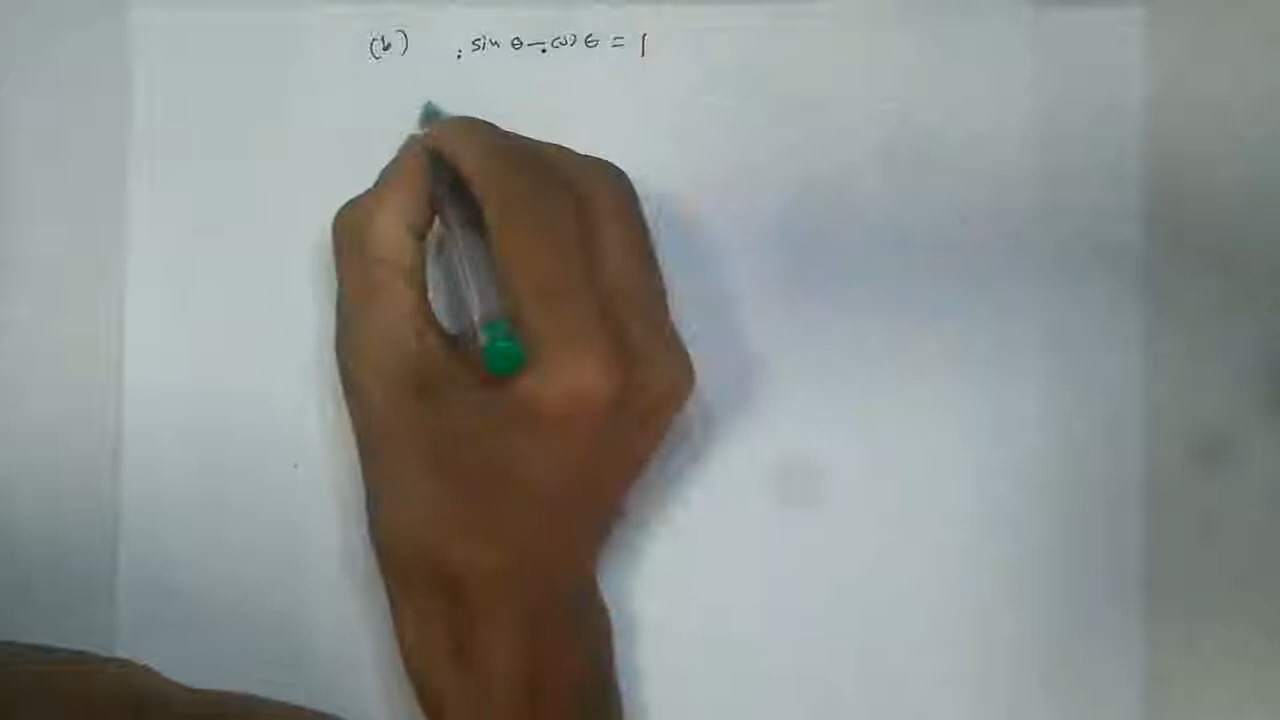 (b) sin θ - cos θ = 1